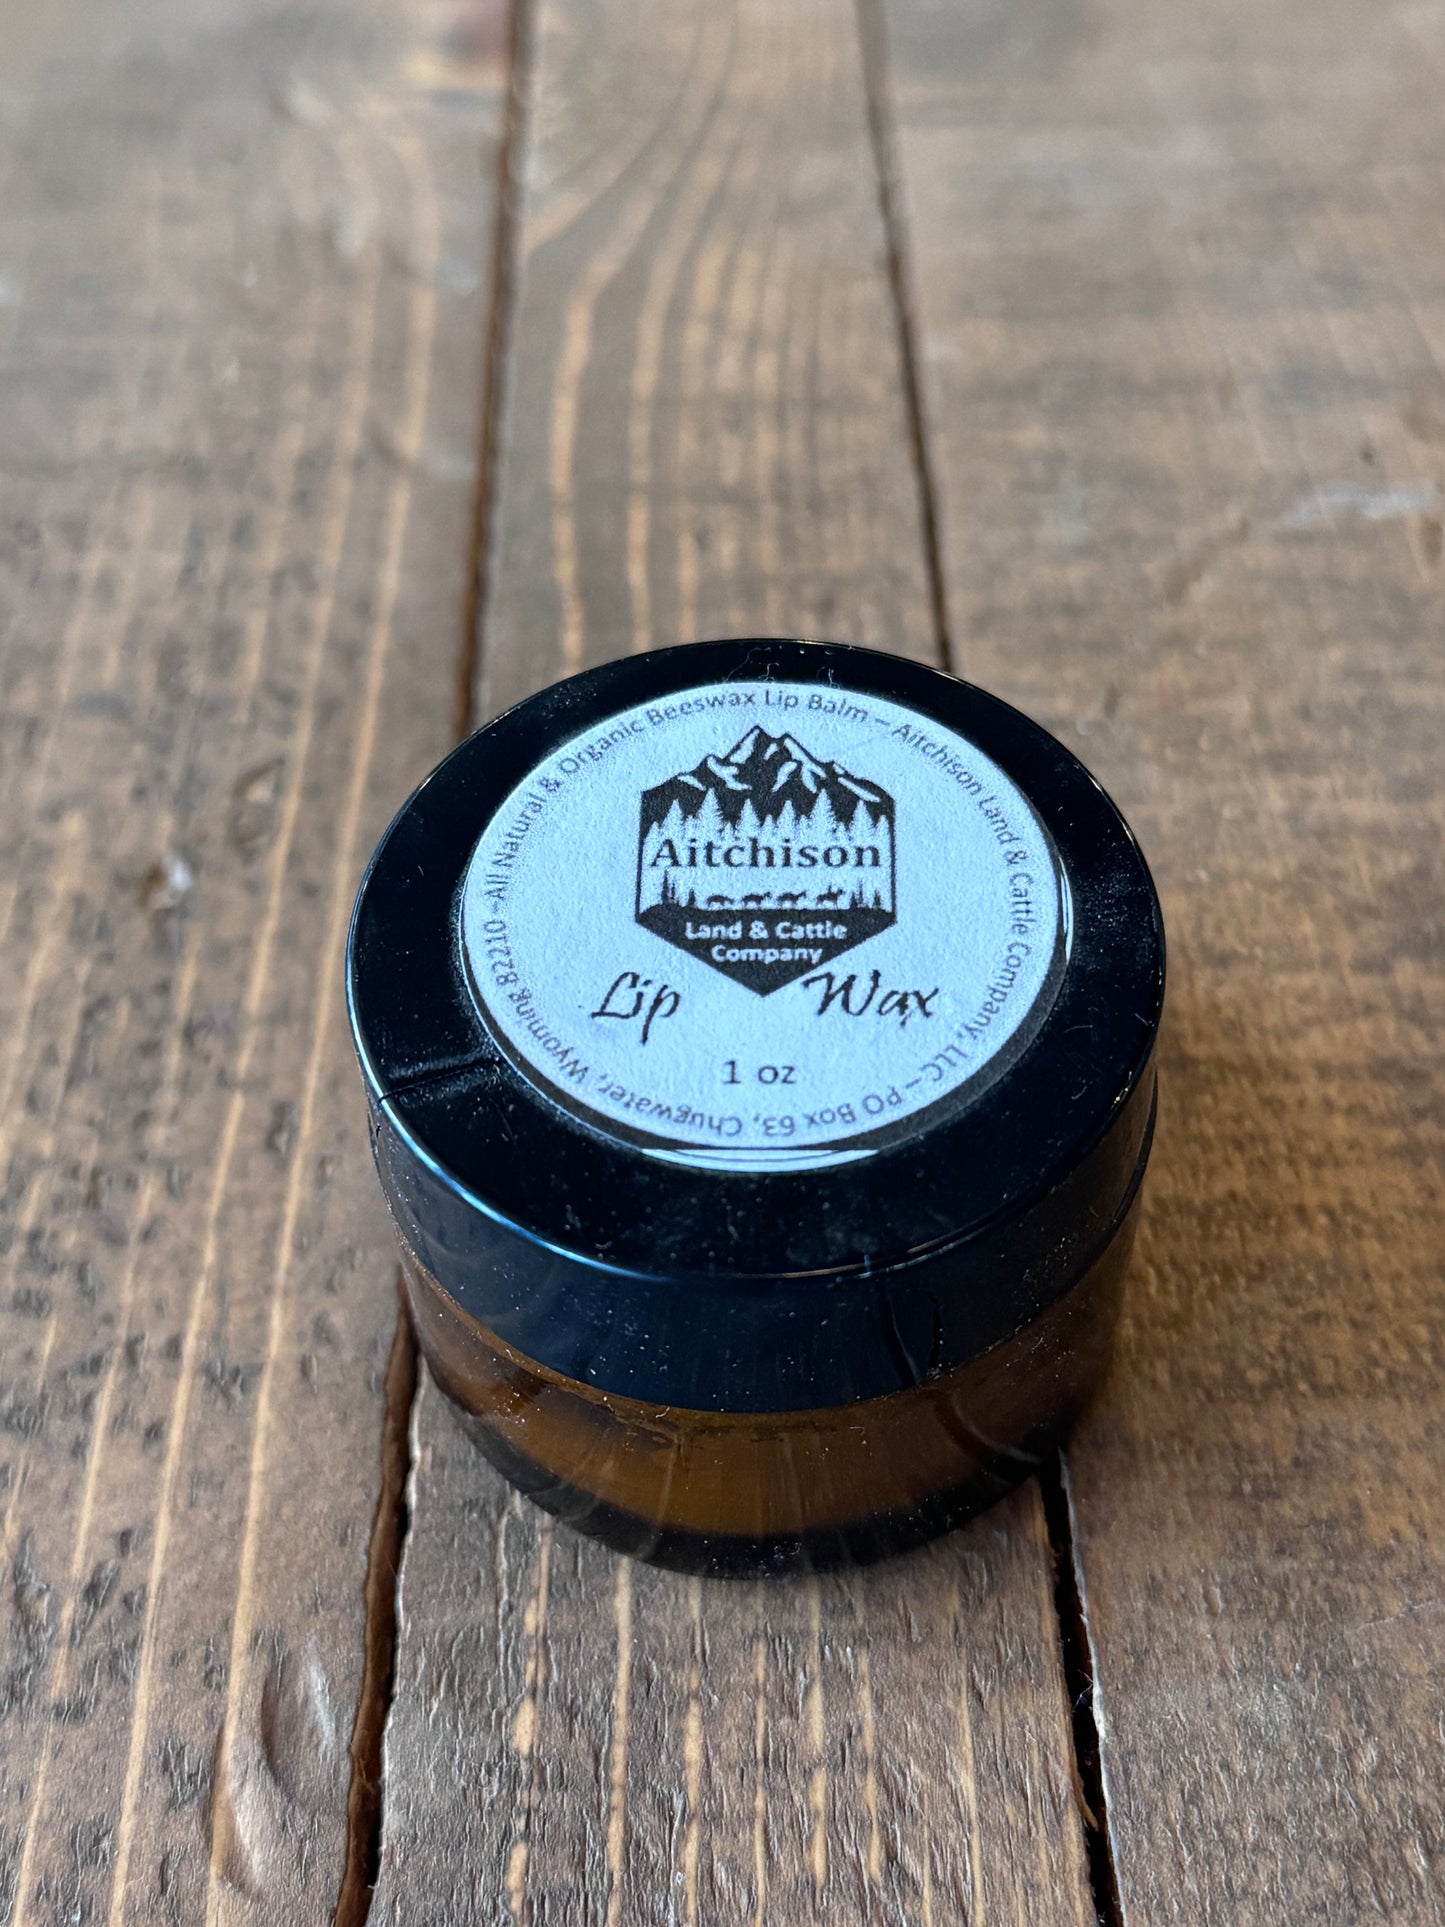 All Natural & Organic Beeswax Lip Balm – Aitchison Land & Cattle Company, LLC – PO Box 63, Chugwater, Wyoming 82210 -
Aitchison
Land & Cattle
Company
Lip Wax
1 oz